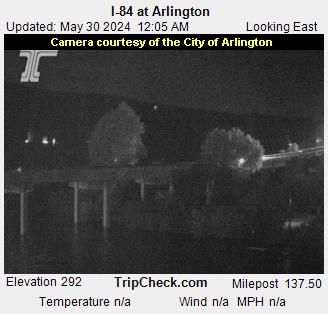 I-84 at Arlington
Updated: May 30 2024 12:05 AM Looking East
Camera courtesy of the City of Arlington
Elevation 292 TripCheck.com Milepost 137.50
Temperature n/a Wind n/a MPH n/a